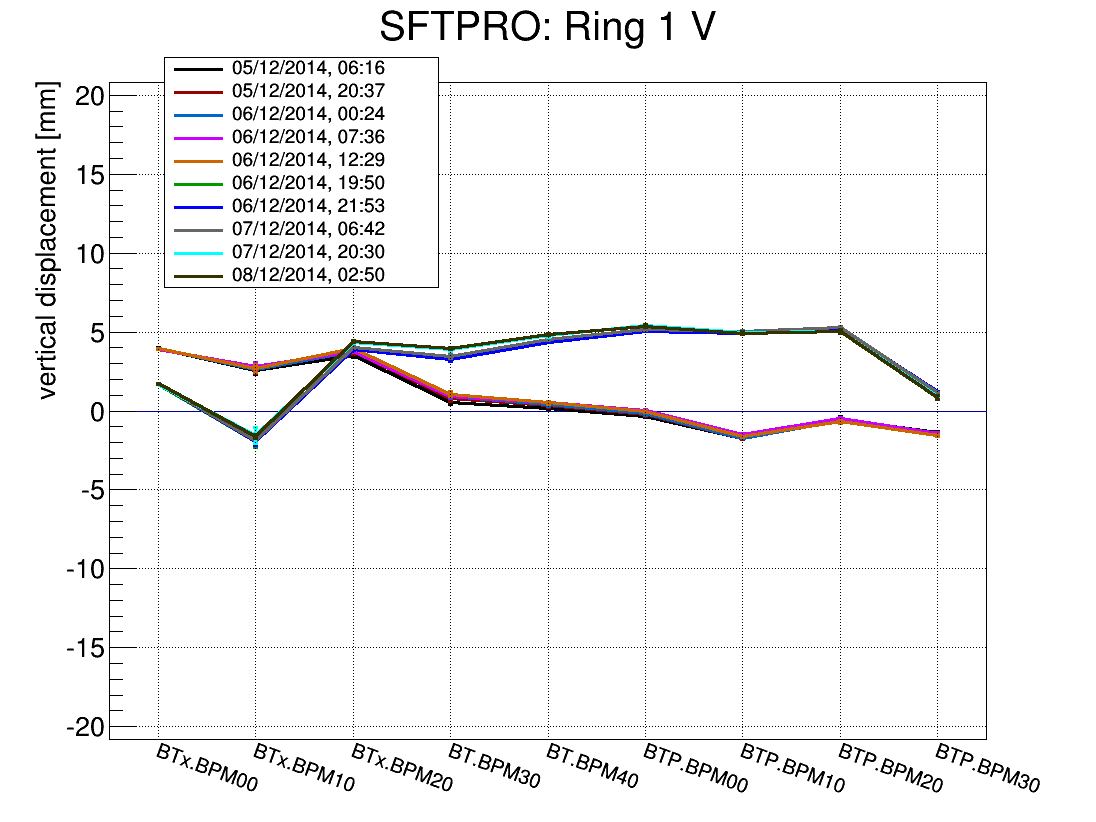 SFTPRO: Ring 1 V
05/12/2014, 06:16
05/12/2014, 20:37
06/12/2014, 00:24
06/12/2014, 07:36
06/12/2014, 12:29
06/12/2014, 19:50
06/12/2014, 21:53
07/12/2014, 06:42
07/12/2014, 20:30
08/12/2014, 02:50
vertical displacement [mm]
20
15
10
5
0
-5
-10
-15
-20
BTx.BPM00
BTx.BPM10
BTx.BPM20
BT.BPM30
BT.BPM40
BTP.BPM00
BTP.BPM10
BTP.BPM20
BTP.BPM30